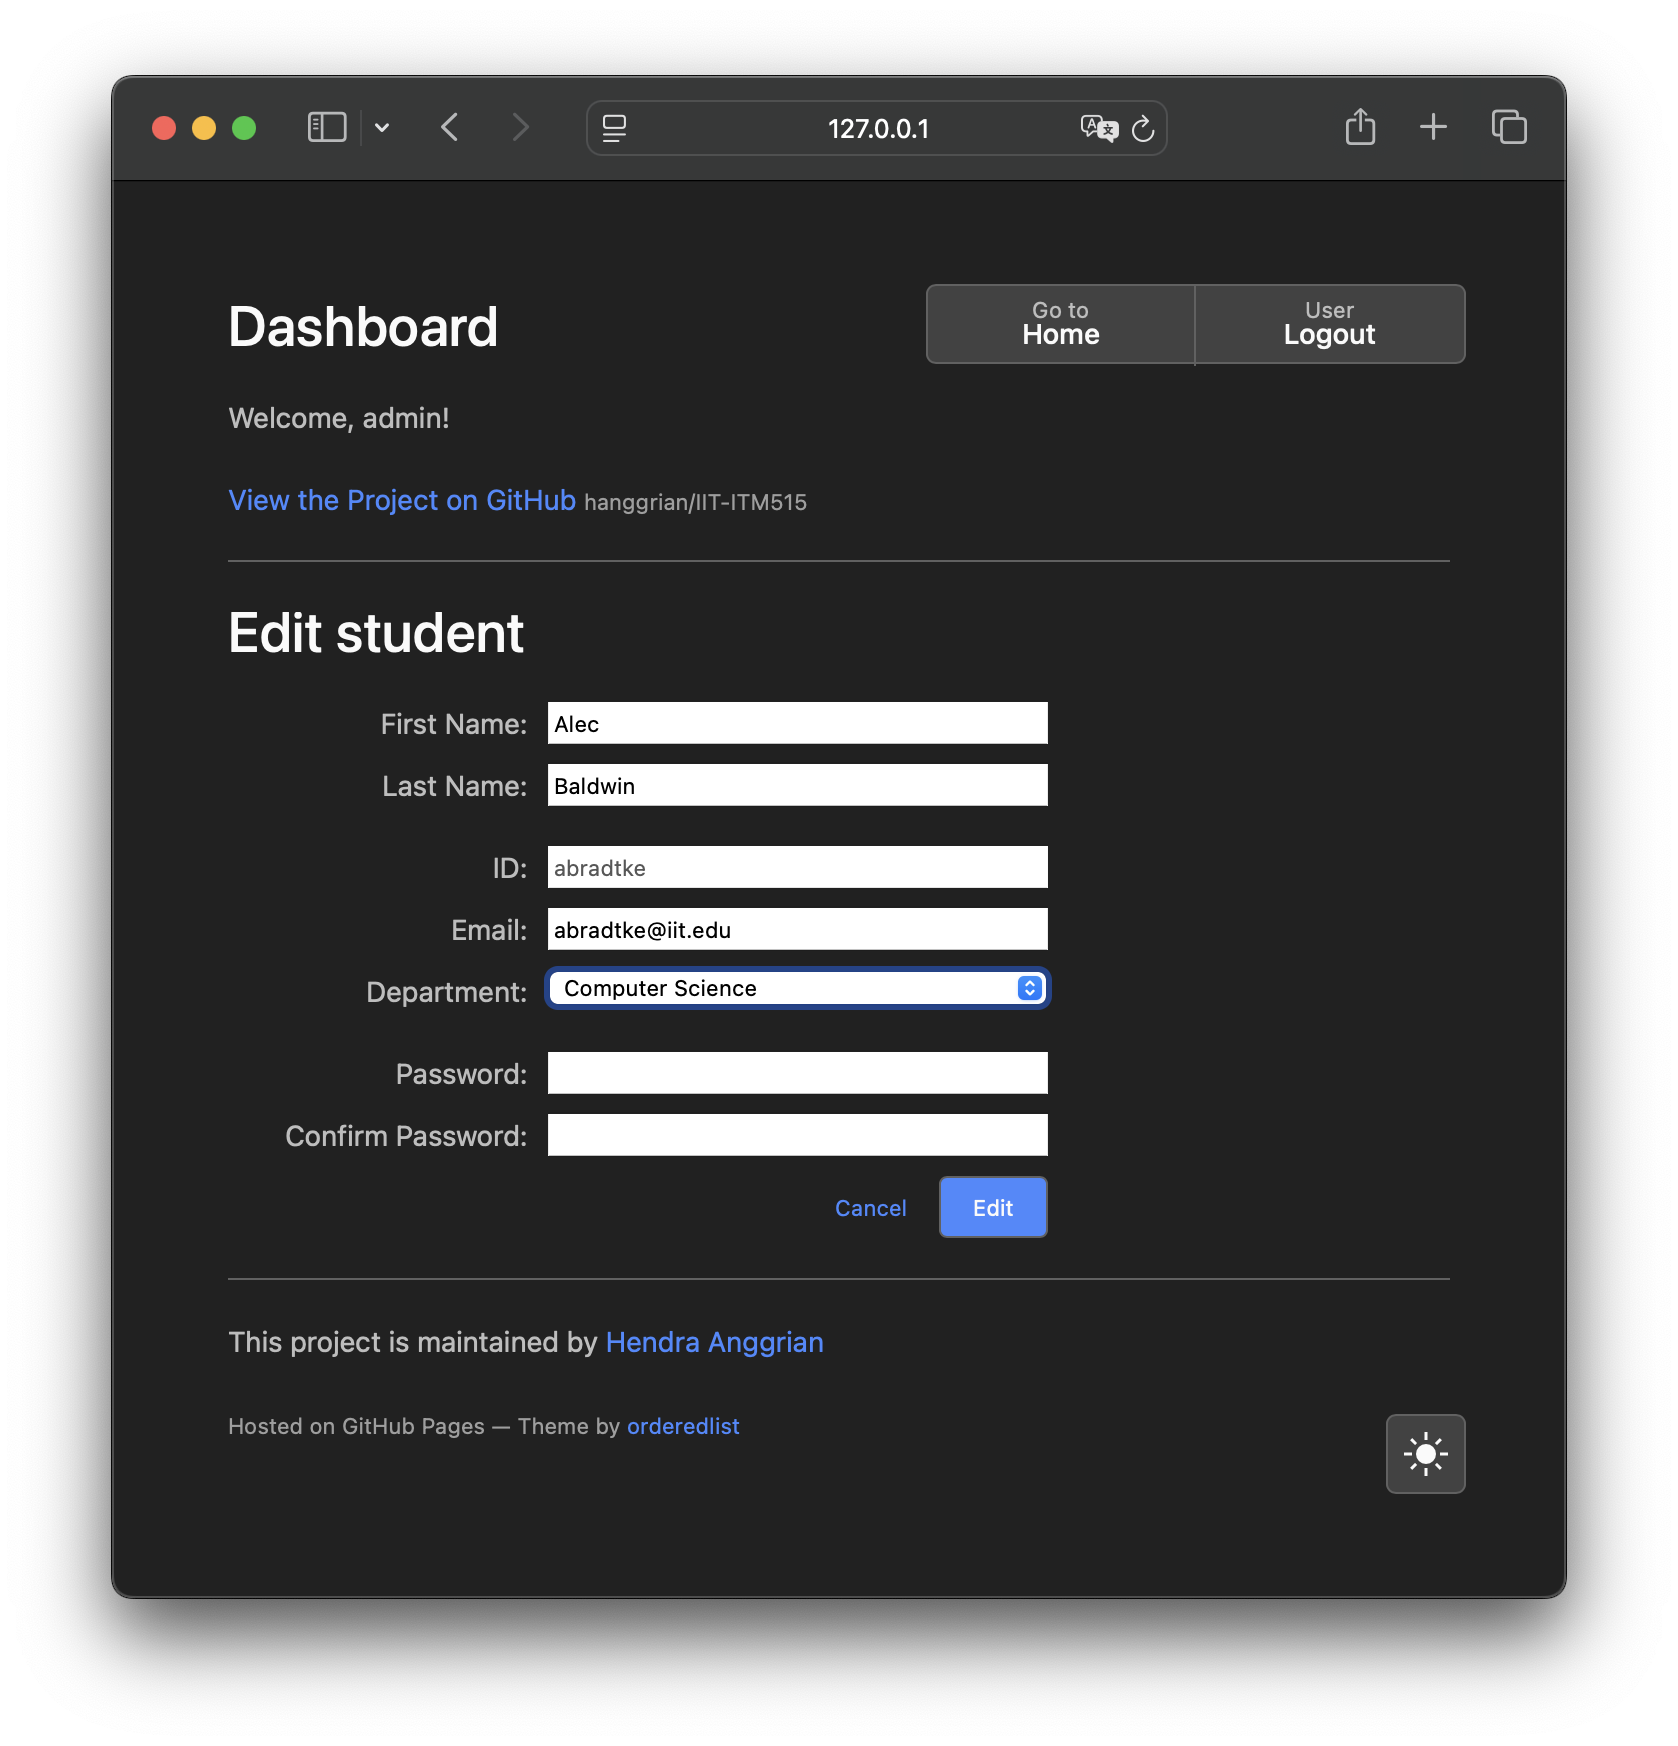 127.0.0.1
Dashboard
Go to
Home
User
Logout
Welcome, admin!
View the Project on GitHub hanggrian/IIT-ITM515
Edit student
First Name: Alec
Last Name: Baldwin
ID: abradtke
Email: abradtke@iit.edu
Department: Computer Science
Password:
Confirm Password:
Cancel Edit
This project is maintained by Hendra Anggrian
Hosted on GitHub Pages — Theme by orderedlist